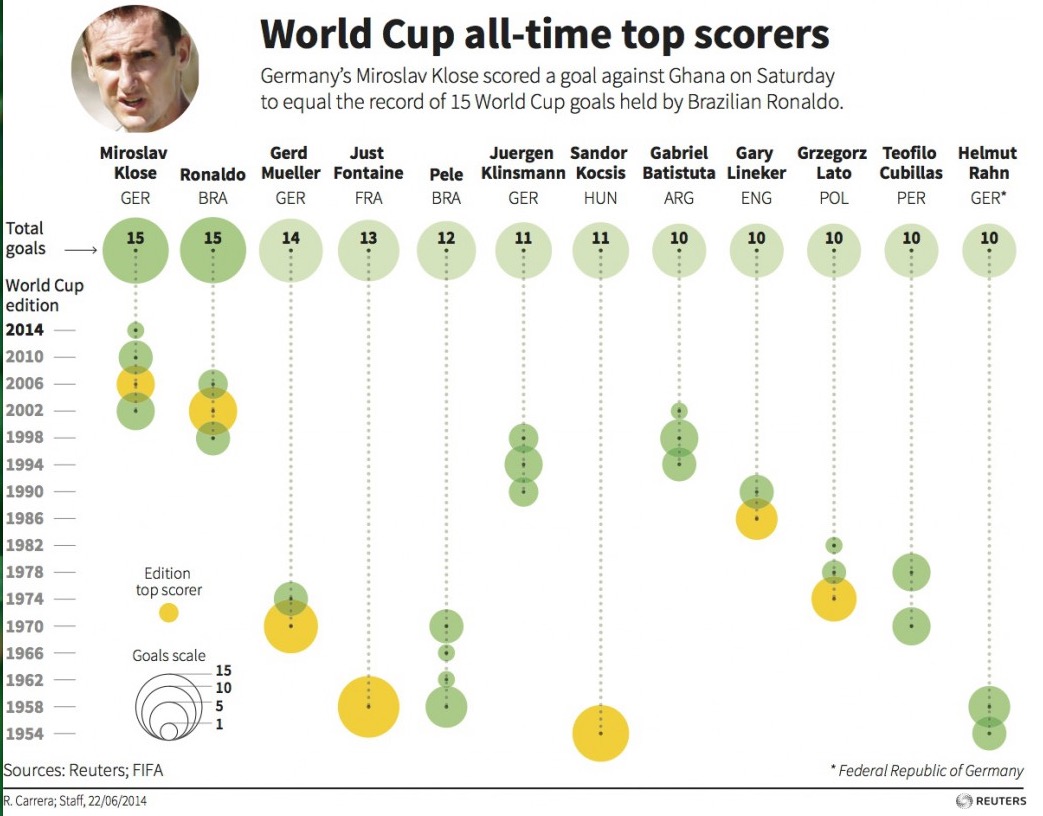 World Cup all-time top scorers
Germany's Miroslav Klose scored a goal against Ghana on Saturday
to equal the record of 15 World Cup goals held by Brazilian Ronaldo.
Miroslav
Klose
GER
Ronaldo
BRA
Gerd
Mueller
GER
Just
Fontaine
FRA
Pele
BRA
Juergen
Klinsmann
GER
Sandor
Kocsis
HUN
Gabriel
Batistuta
ARG
Gary
Lineker
ENG
Grzegorz
Lato
POL
Teofilo
Cubillas
PER
Helmut
Rahn
GER*
Total
goals
15 15 14 13 12 11 11 10 10 10 10 10
World Cup
edition
2014
2010
2006
2002
1998
1994
1990
1986
1982
1978
1974
1970
1966
1962
1958
1954
Edition
top scorer
Goals scale
15
10
5
1
Sources: Reuters; FIFA
* Federal Republic of Germany
R. Carrera; Staff, 22/06/2014
REUTERS